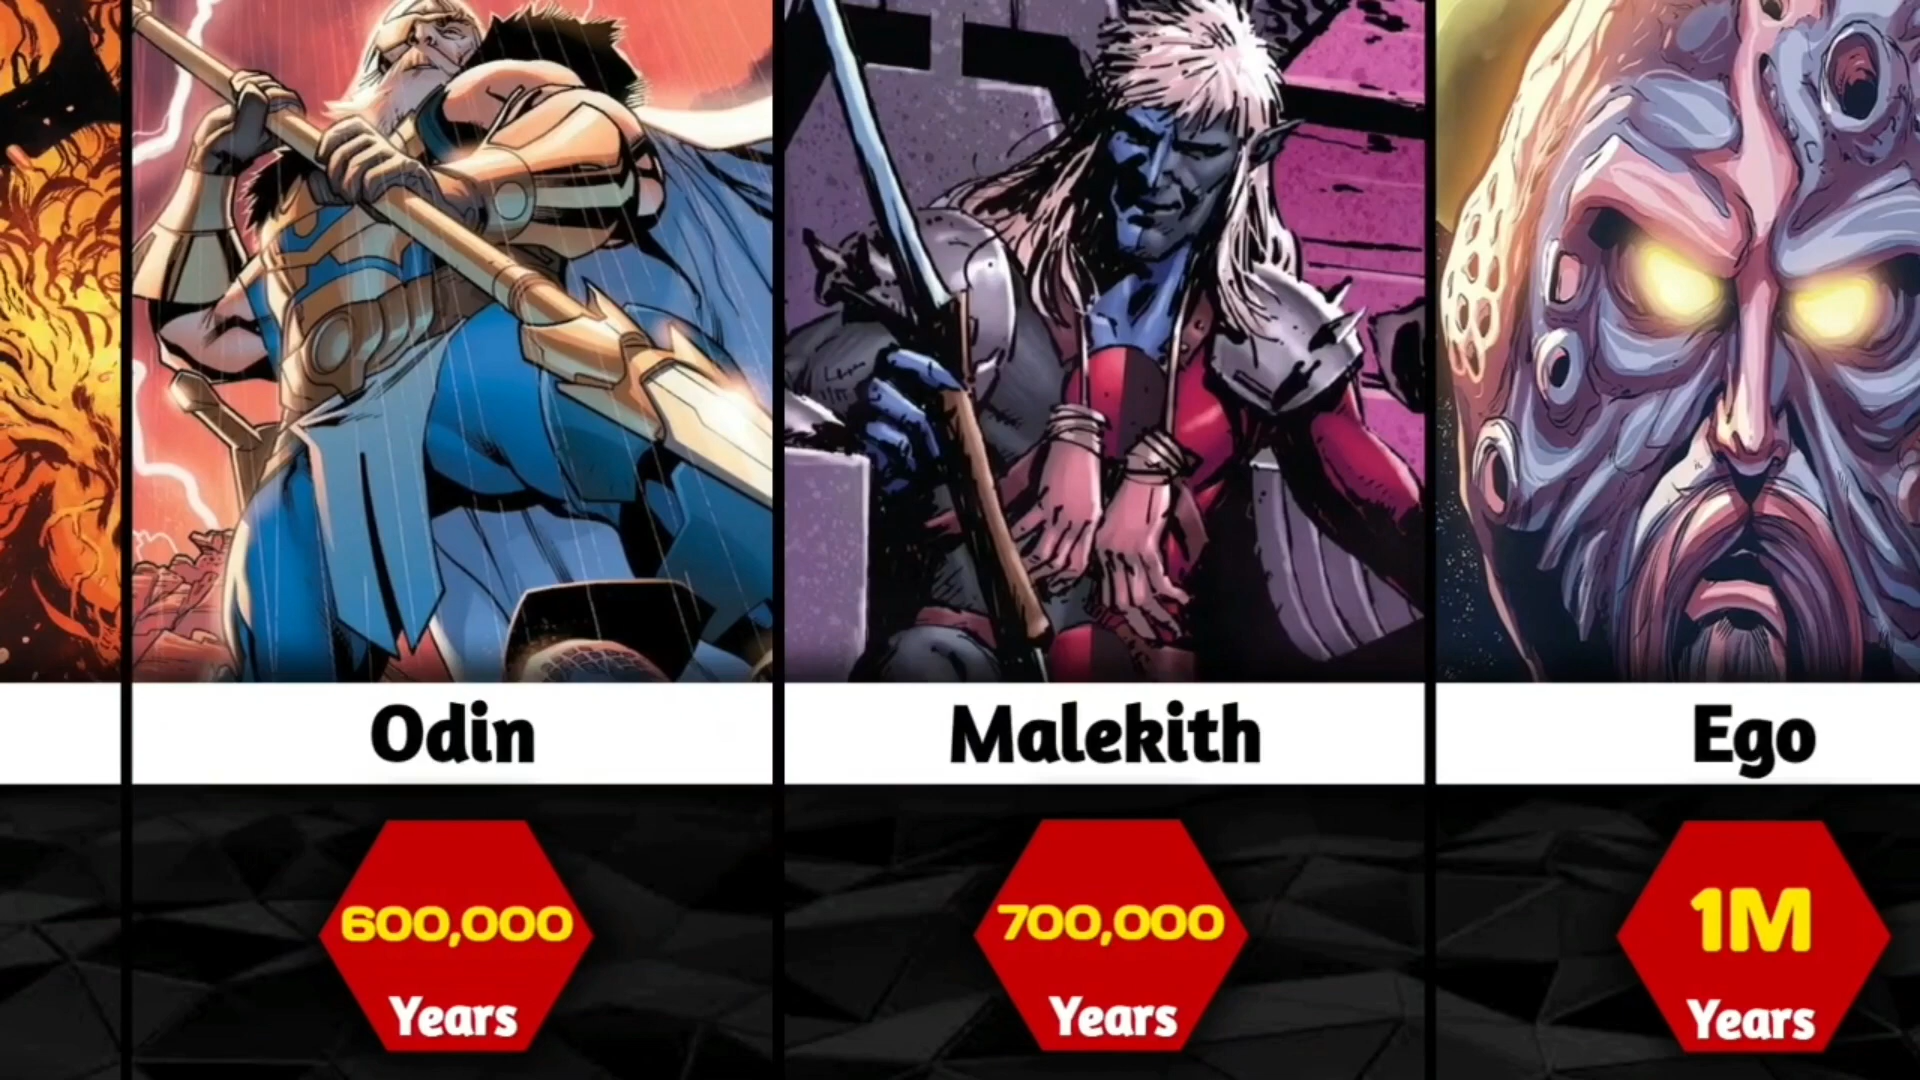 Odin
Malekith
Ego
600,000
Years
700,000
Years
1M
Years